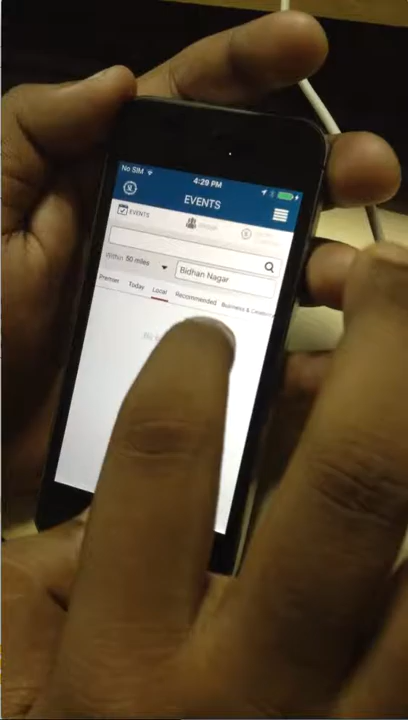 No SIM
4:29 PM
EVENTS
EVENTS
Within 50 miles
Bidhan Nagar
Premier Today Local Recommended Business &